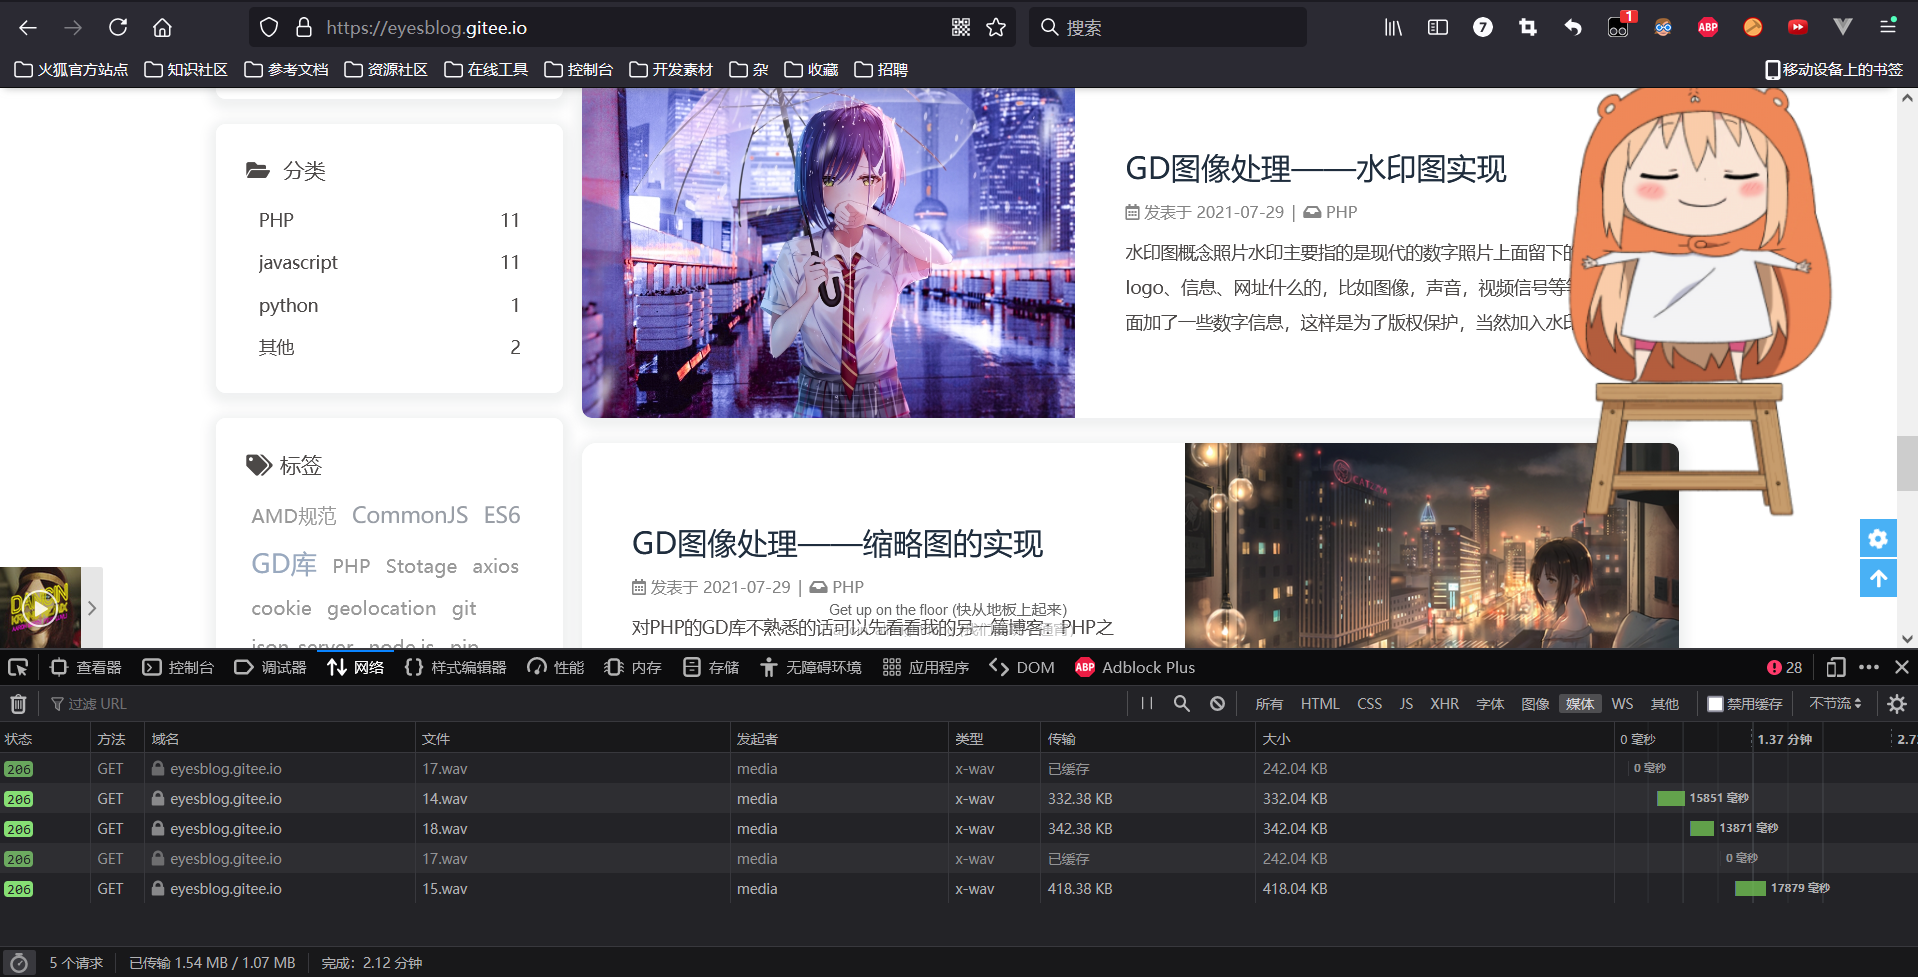 https://eyesblog.gitee.io
搜索
7
1
ABP
火狐官方站点 知识社区 参考文档 资源社区 在线工具 控制台 开发素材 杂 收藏 招聘 移动设备上的书签
分类
PHP 11
javascript 11
python 1
其他 2
标签
AMD规范 CommonJS ES6
GD库 PHP Stotage axios
cookie geolocation git
json-server node.js pip
GD图像处理——水印图实现
发表于 2021-07-29 | PHP
水印图概念照片水印主要指的是现代的数字照片上面留下的
logo、信息、网址什么的，比如图像，声音，视频信号等等
面加了一些数字信息，这样是为了版权保护，当然加入水印
GD图像处理——缩略图的实现
发表于 2021-07-29 | PHP
Get up on the floor (快从地板上起来)
对PHP的GD库不熟悉的话可以先看看我的另一篇博客：PHP之
查看器 控制台 调试器 网络 样式编辑器 性能 内存 存储 无障碍环境 应用程序 DOM ABP Adblock Plus 28
过滤 URL 所有 HTML CSS JS XHR 字体 图像 媒体 WS 其他 禁用缓存 不节流
状态 方法 域名 文件 发起者 类型 传输 大小 0 毫秒 1.37 分钟 2.7
206 GET eyesblog.gitee.io 17.wav media x-wav 已缓存 242.04 KB 0 毫秒
206 GET eyesblog.gitee.io 14.wav media x-wav 332.38 KB 332.04 KB 15851 毫秒
206 GET eyesblog.gitee.io 18.wav media x-wav 342.38 KB 342.04 KB 13871 毫秒
206 GET eyesblog.gitee.io 17.wav media x-wav 已缓存 242.04 KB 0 毫秒
206 GET eyesblog.gitee.io 15.wav media x-wav 418.38 KB 418.04 KB 17879 毫秒
5 个请求 已传输 1.54 MB / 1.07 MB 完成：2.12 分钟